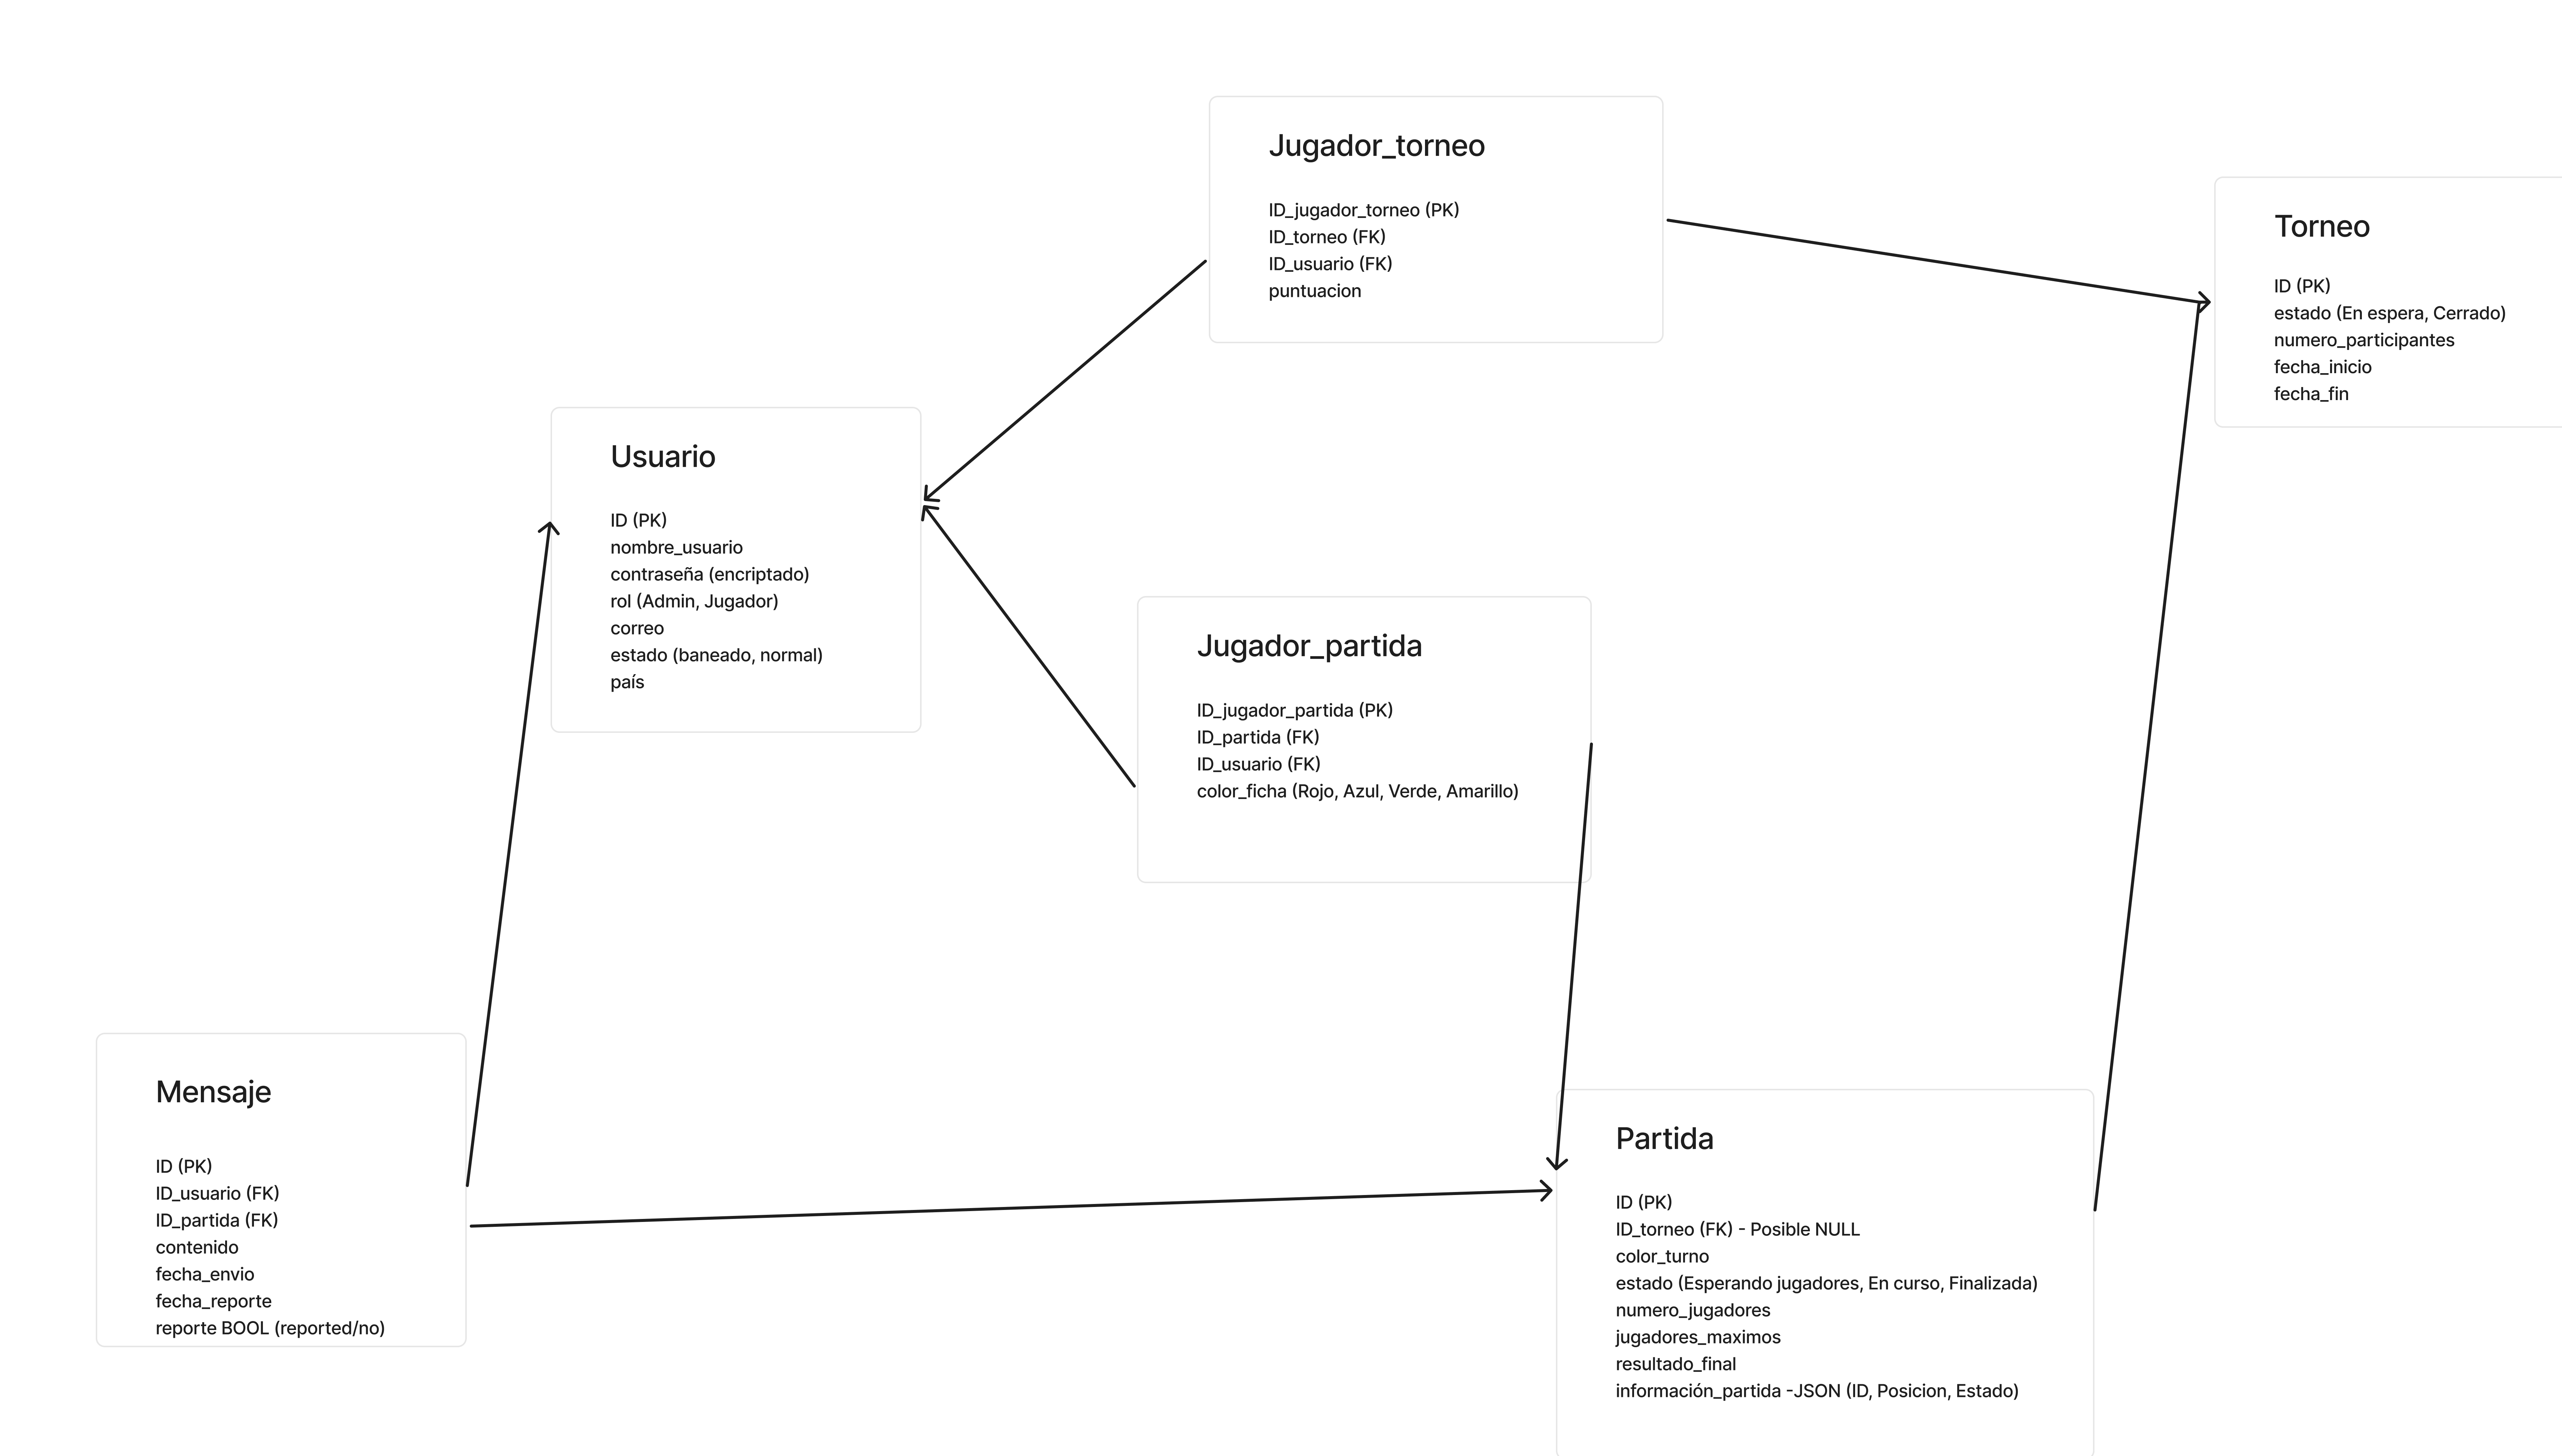 Jugador_torneo
ID_jugador_torneo (PK)
ID_torneo (FK)
ID_usuario (FK)
puntuacion
Torneo
ID (PK)
estado (En espera, Cerrado)
numero_participantes
fecha_inicio
fecha_fin
Usuario
ID (PK)
nombre_usuario
contraseña (encriptado)
rol (Admin, Jugador)
correo
estado (baneado, normal)
país
Jugador_partida
ID_jugador_partida (PK)
ID_partida (FK)
ID_usuario (FK)
color_ficha (Rojo, Azul, Verde, Amarillo)
Mensaje
ID (PK)
ID_usuario (FK)
ID_partida (FK)
contenido
fecha_envio
fecha_reporte
reporte BOOL (reported/no)
Partida
ID (PK)
ID_torneo (FK) - Posible NULL
color_turno
estado (Esperando jugadores, En curso, Finalizada)
numero_jugadores
jugadores_maximos
resultado_final
información_partida -JSON (ID, Posicion, Estado)